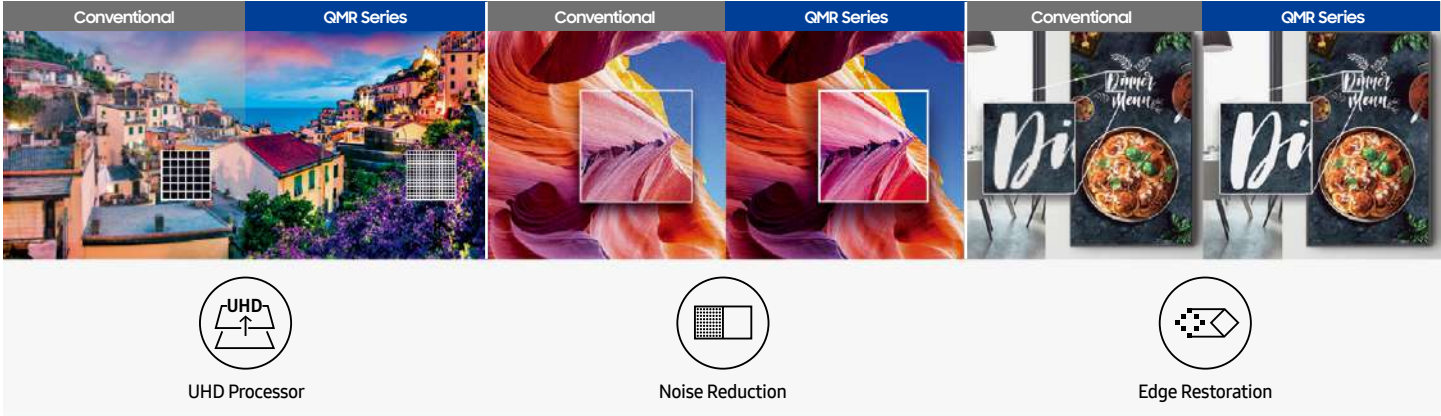 Conventional
QMR Series
Conventional
QMR Series
Conventional
QMR Series
Dinner
Menu
Di
Dinner
Menu
Di
UHD
UHD Processor
Noise Reduction
Edge Restoration